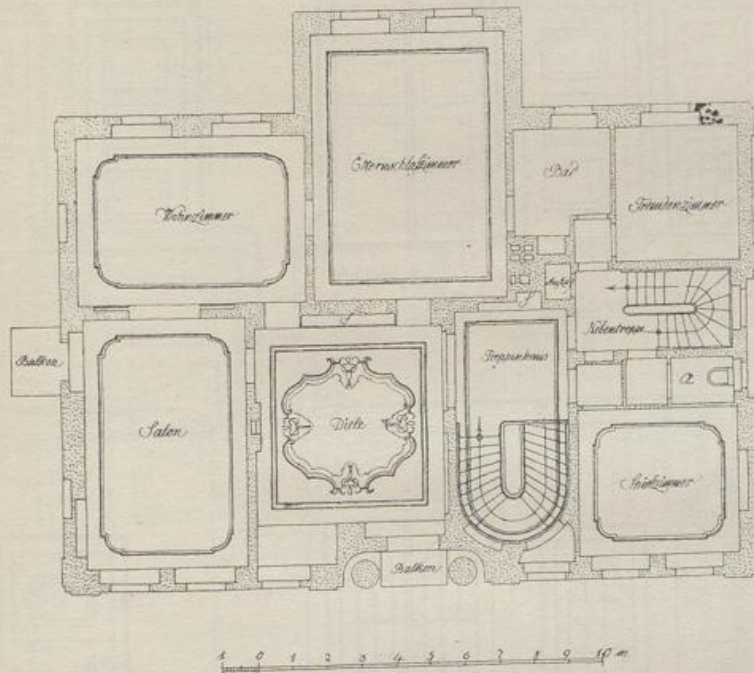 Elternschlafzimmer
Bad
Fremdenzimmer
Wohnzimmer
Aufzug
Nebentreppe
Balkon
Treppenhaus
Salon
Diele
a
Balkon
1 0 1 2 3 4 5 6 7 8 9 10 m